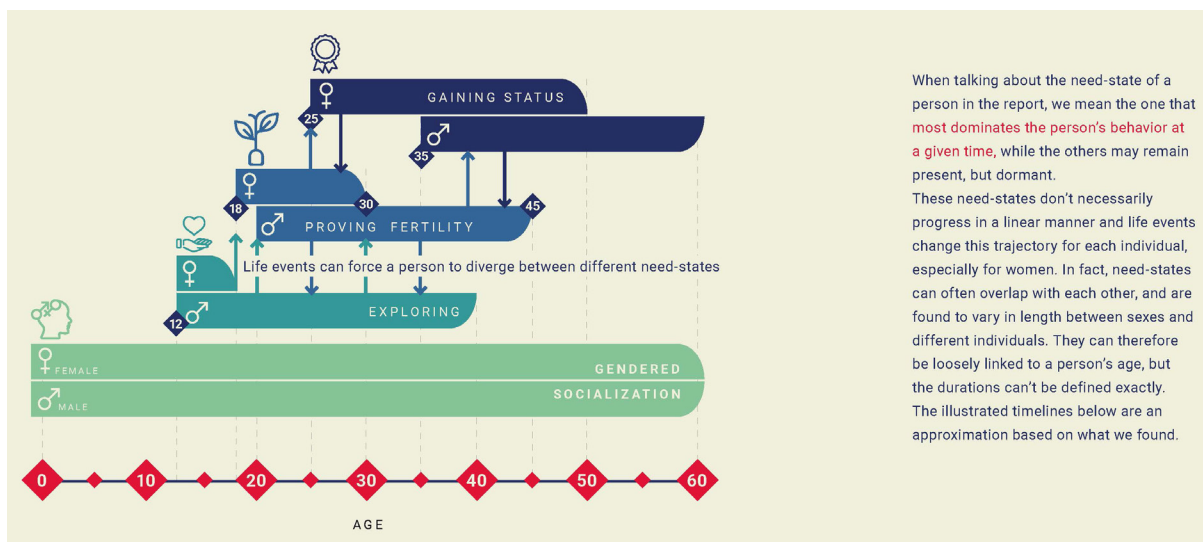 GAINING STATUS
25
35
18
30
45
PROVING FERTILITY
Life events can force a person to diverge between different need-states
12
EXPLORING
FEMALE
GENDERED
MALE
SOCIALIZATION
0 10 20 30 40 50 60
AGE
When talking about the need-state of a
person in the report, we mean the one that
most dominates the person's behavior at
a given time, while the others may remain
present, but dormant.
These need-states don't necessarily
progress in a linear manner and life events
change this trajectory for each individual,
especially for women. In fact, need-states
can often overlap with each other, and are
found to vary in length between sexes and
different individuals. They can therefore
be loosely linked to a person's age, but
the durations can't be defined exactly.
The illustrated timelines below are an
approximation based on what we found.